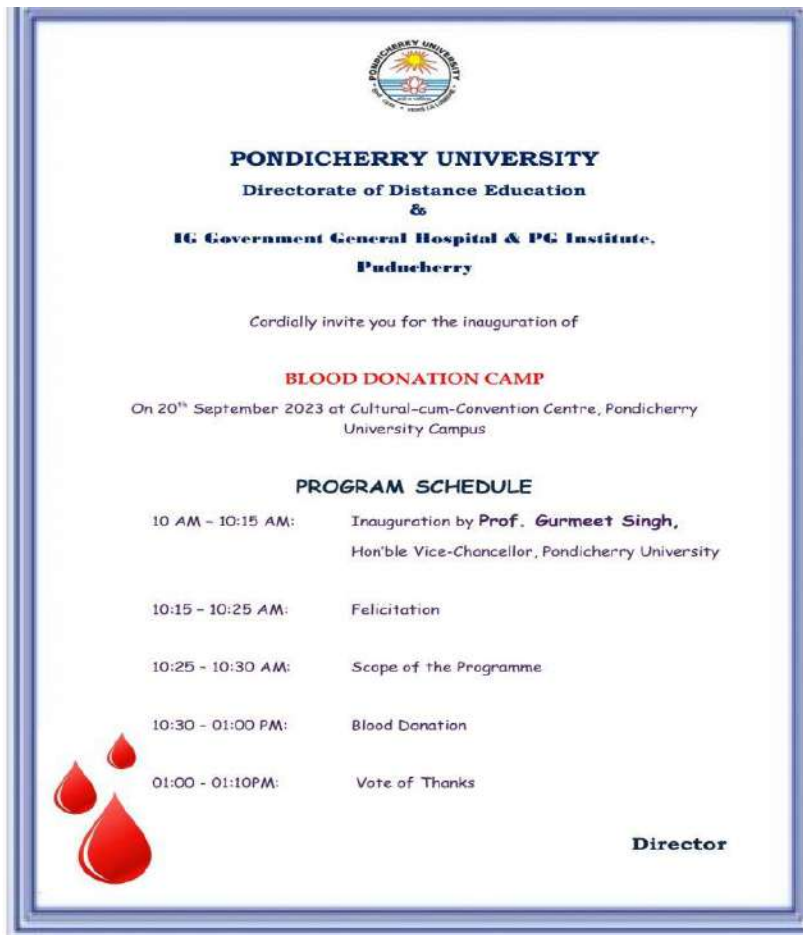 PONDICHERRY UNIVERSITY
PONDICHERRY UNIVERSITY
Directorate of Distance Education
&
IG Government General Hospital & PG Institute,
Puducherry
Cordially invite you for the inauguration of
BLOOD DONATION CAMP
On 20th September 2023 at Cultural-cum-Convention Centre, Pondicherry
University Campus
PROGRAM SCHEDULE
10 AM – 10:15 AM: Inauguration by Prof. Gurmeet Singh,
Hon'ble Vice-Chancellor, Pondicherry University
10:15 – 10:25 AM: Felicitation
10:25 - 10:30 AM: Scope of the Programme
10:30 - 01:00 PM: Blood Donation
01:00 - 01:10PM: Vote of Thanks
Director